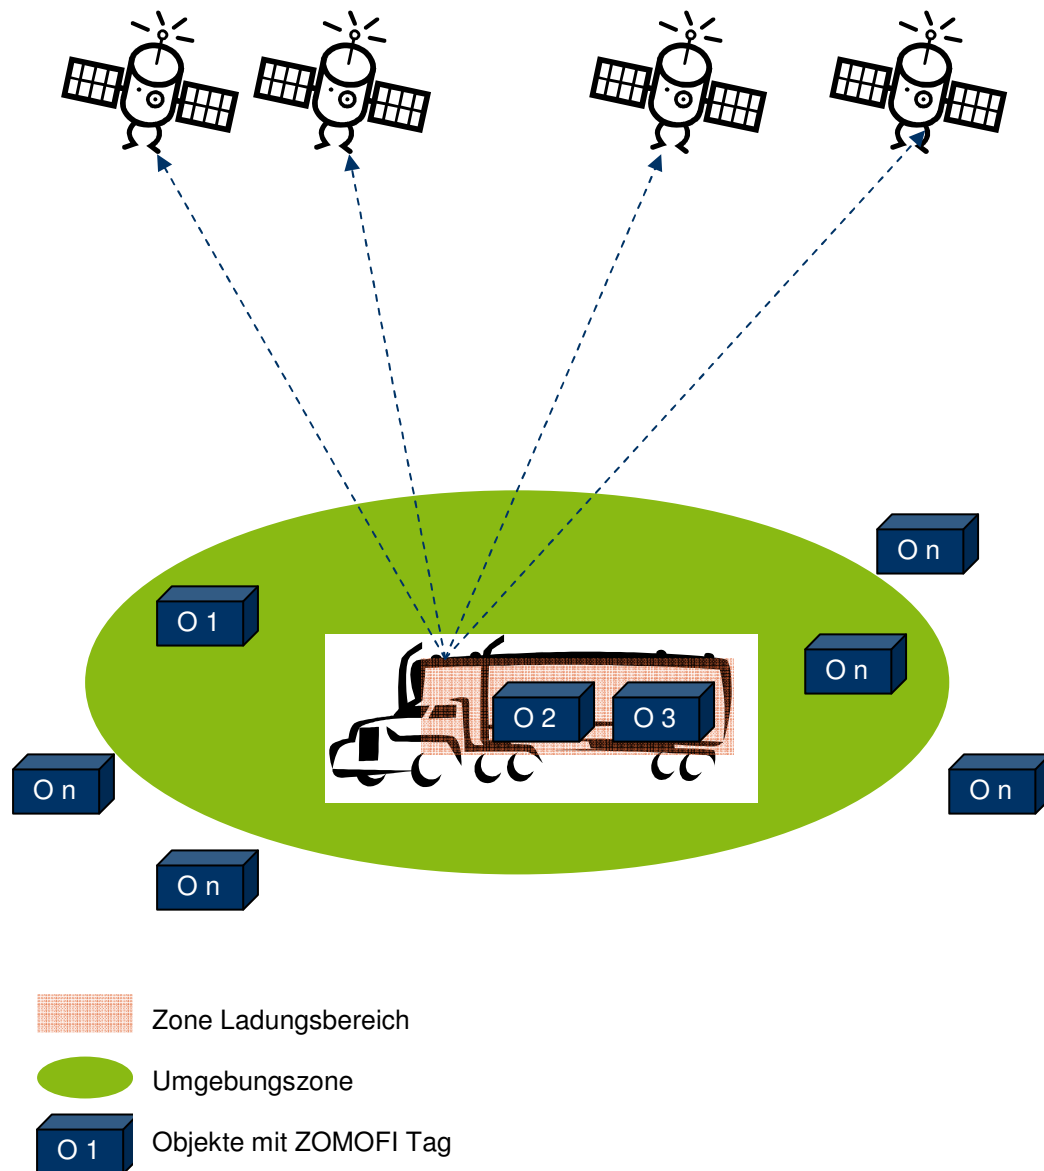 O n
O 1
O n
O 2
O 3
O n
O n
O n
Zone Ladungsbereich
Umgebungszone
O 1
Objekte mit ZOMOFI Tag